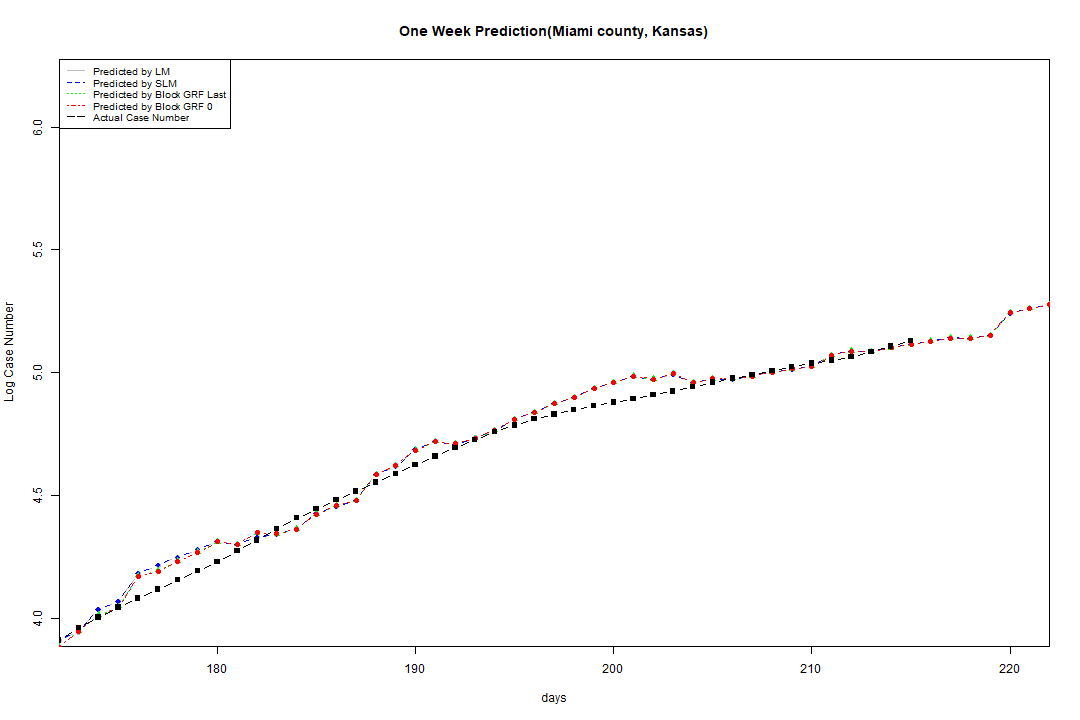 One Week Prediction(Miami county, Kansas)
Predicted by LM
Predicted by SLM
Predicted by Block GRF Last
Predicted by Block GRF 0
Actual Case Number
6.0
5.5
5.0
4.5
4.0
Log Case Number
180 190 200 210 220
days